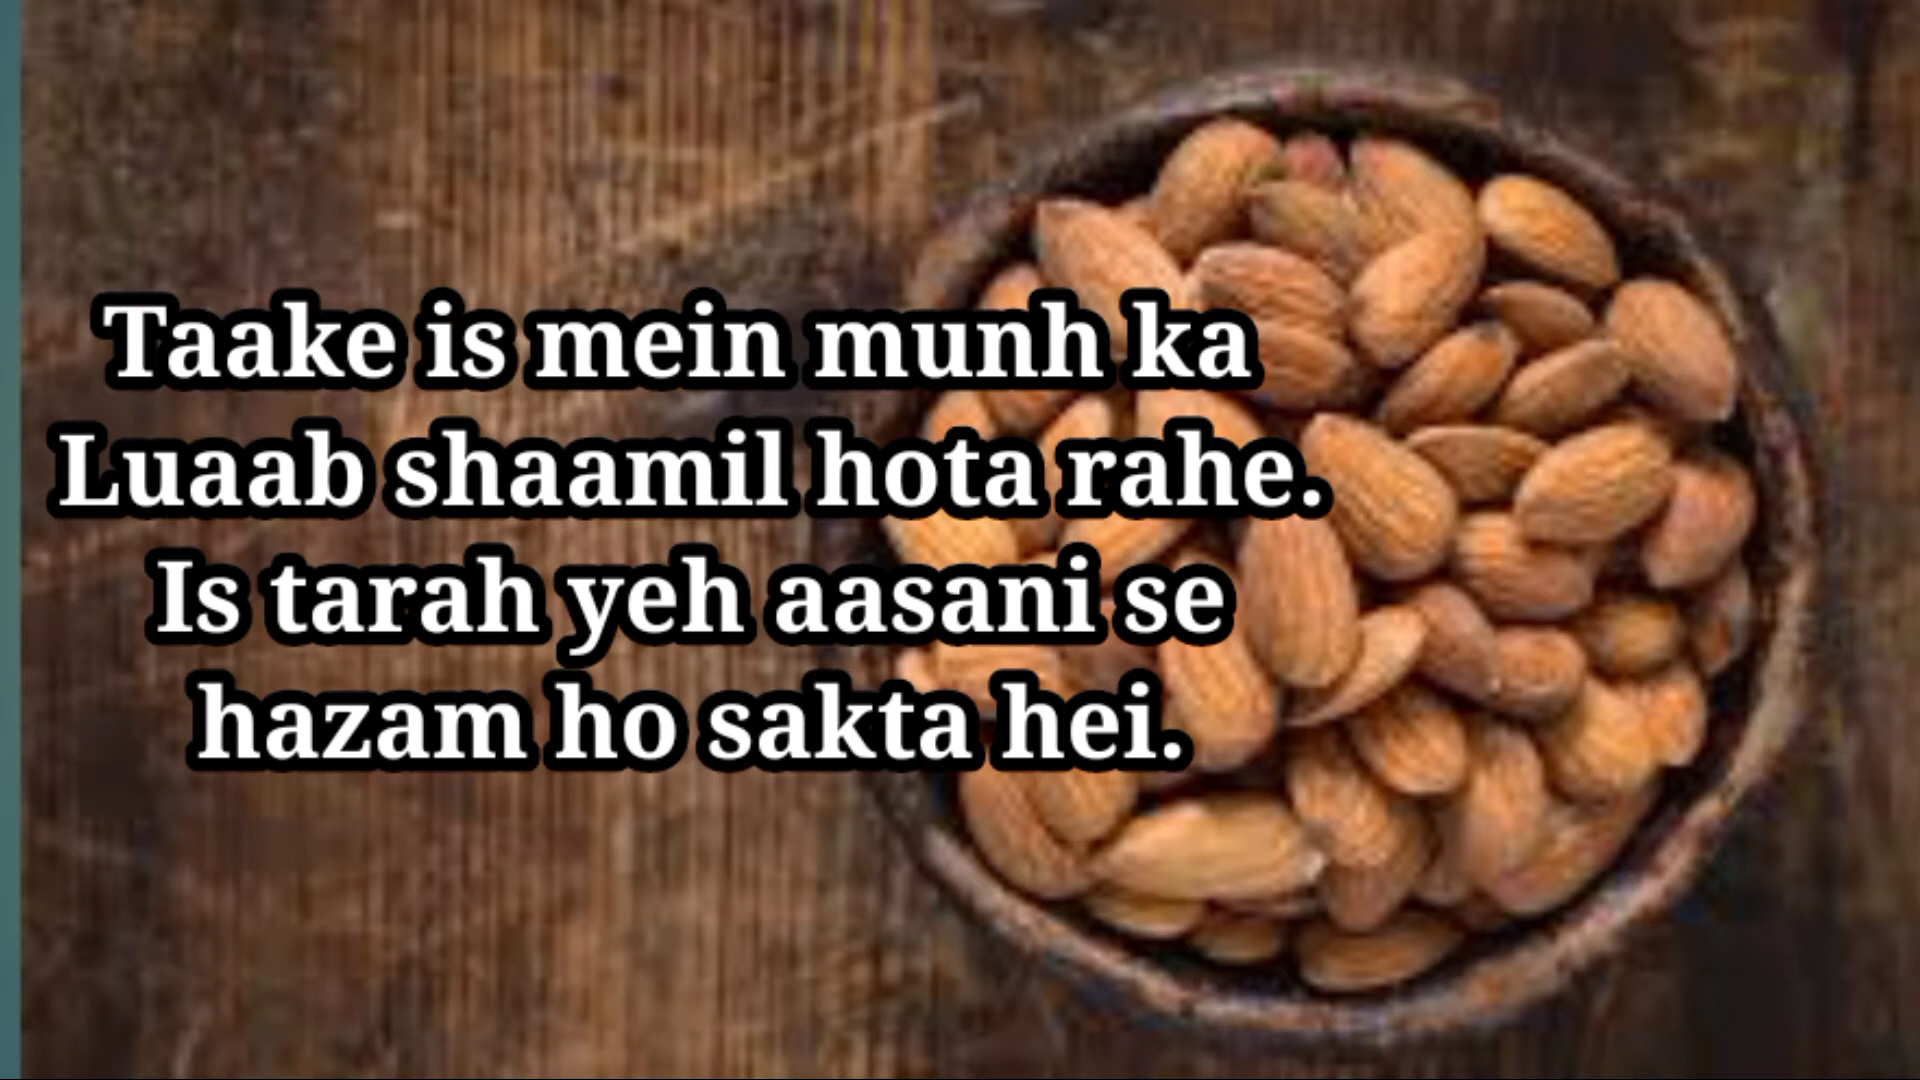 Taake is mein munh ka
Luaab shaamil hota rahe.
Is tarah yeh aasani se
hazam ho sakta hei.